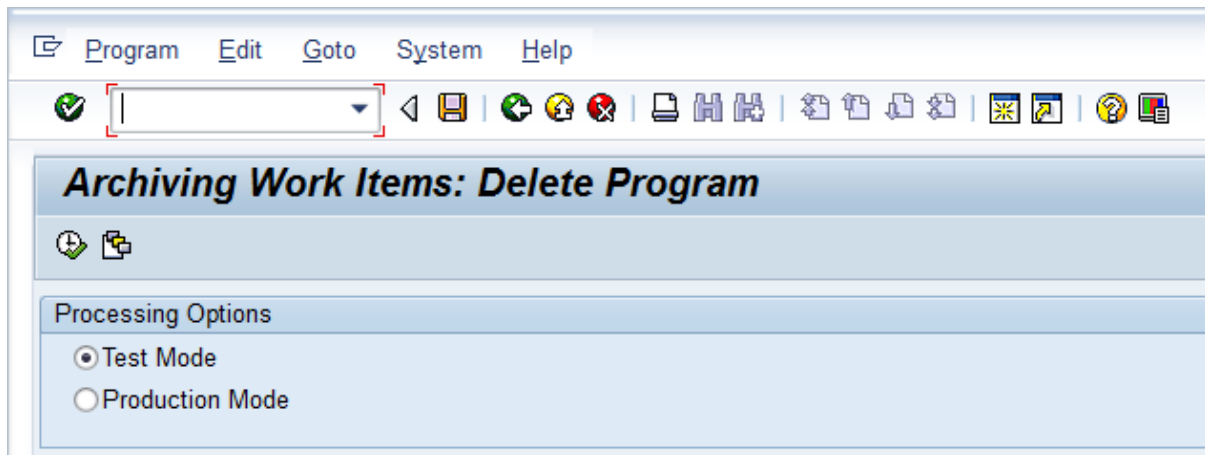 Program Edit Goto System Help
Archiving Work Items: Delete Program
Processing Options
Test Mode
Production Mode